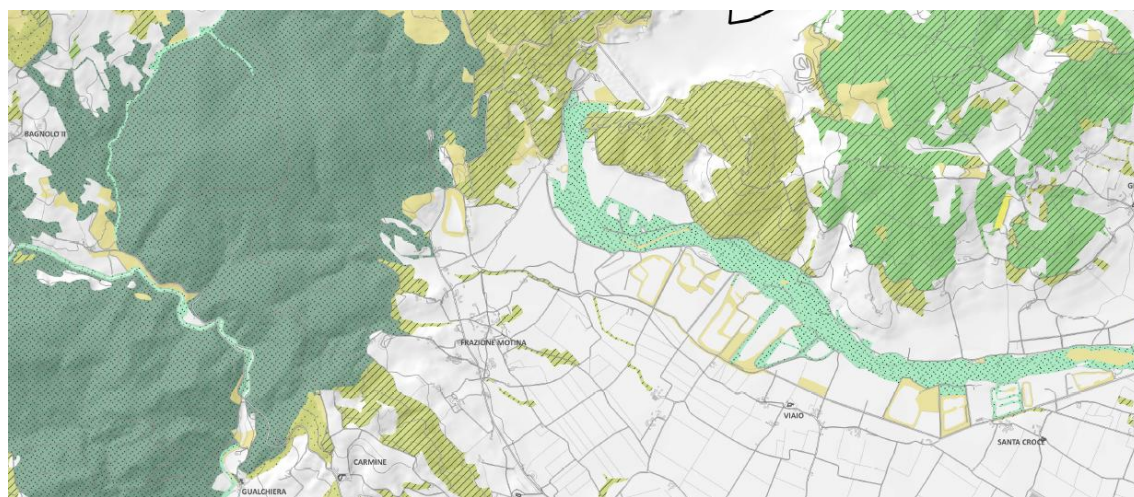 BAGNOLO II
FRAZIONE MOTINA
VIAIO
SANTA CROCE
CARMINE
GUALCHIERA